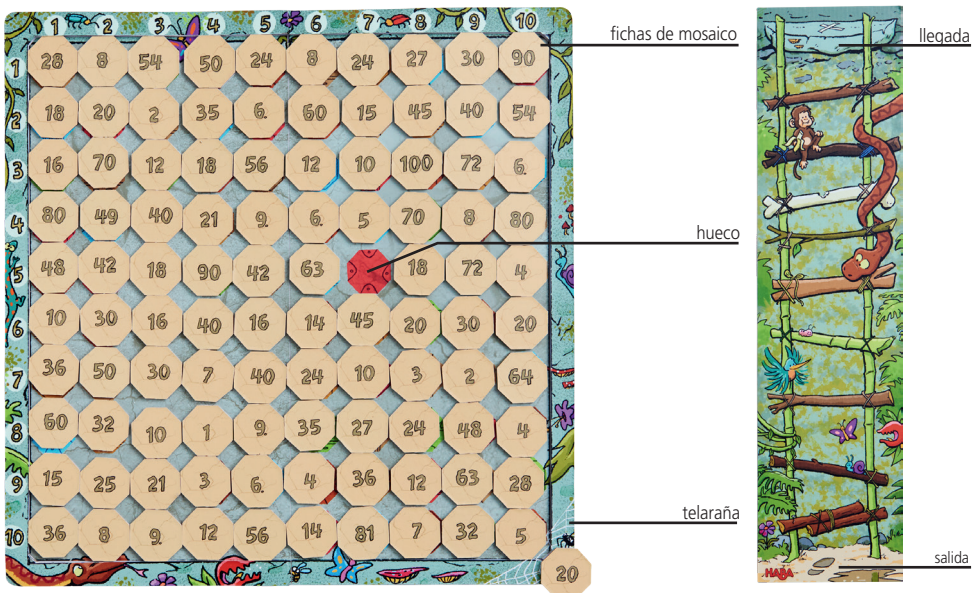 1 2 3 4 5 6 7 8 9 10
fichas de mosaico
llegada
1 28 8 54 50 24 8 24 27 30 90
2 18 20 2 35 6. 60 15 45 40 54
3 16 70 12 18 56 12 10 100 72 6.
4 80 49 40 21 9. 6. 5 70 8 80
hueco
5 48 42 18 90 42 63 18 72 4
6 10 30 16 40 16 14 45 20 30 20
7 36 50 30 7 40 24 10 3 2 64
8 60 32 10 1 9. 35 27 24 48 4
9 15 25 21 3 6. 4 36 12 63 28
telaraña
10 36 8 9. 12 56 14 81 7 32 5
salida
20
HABA